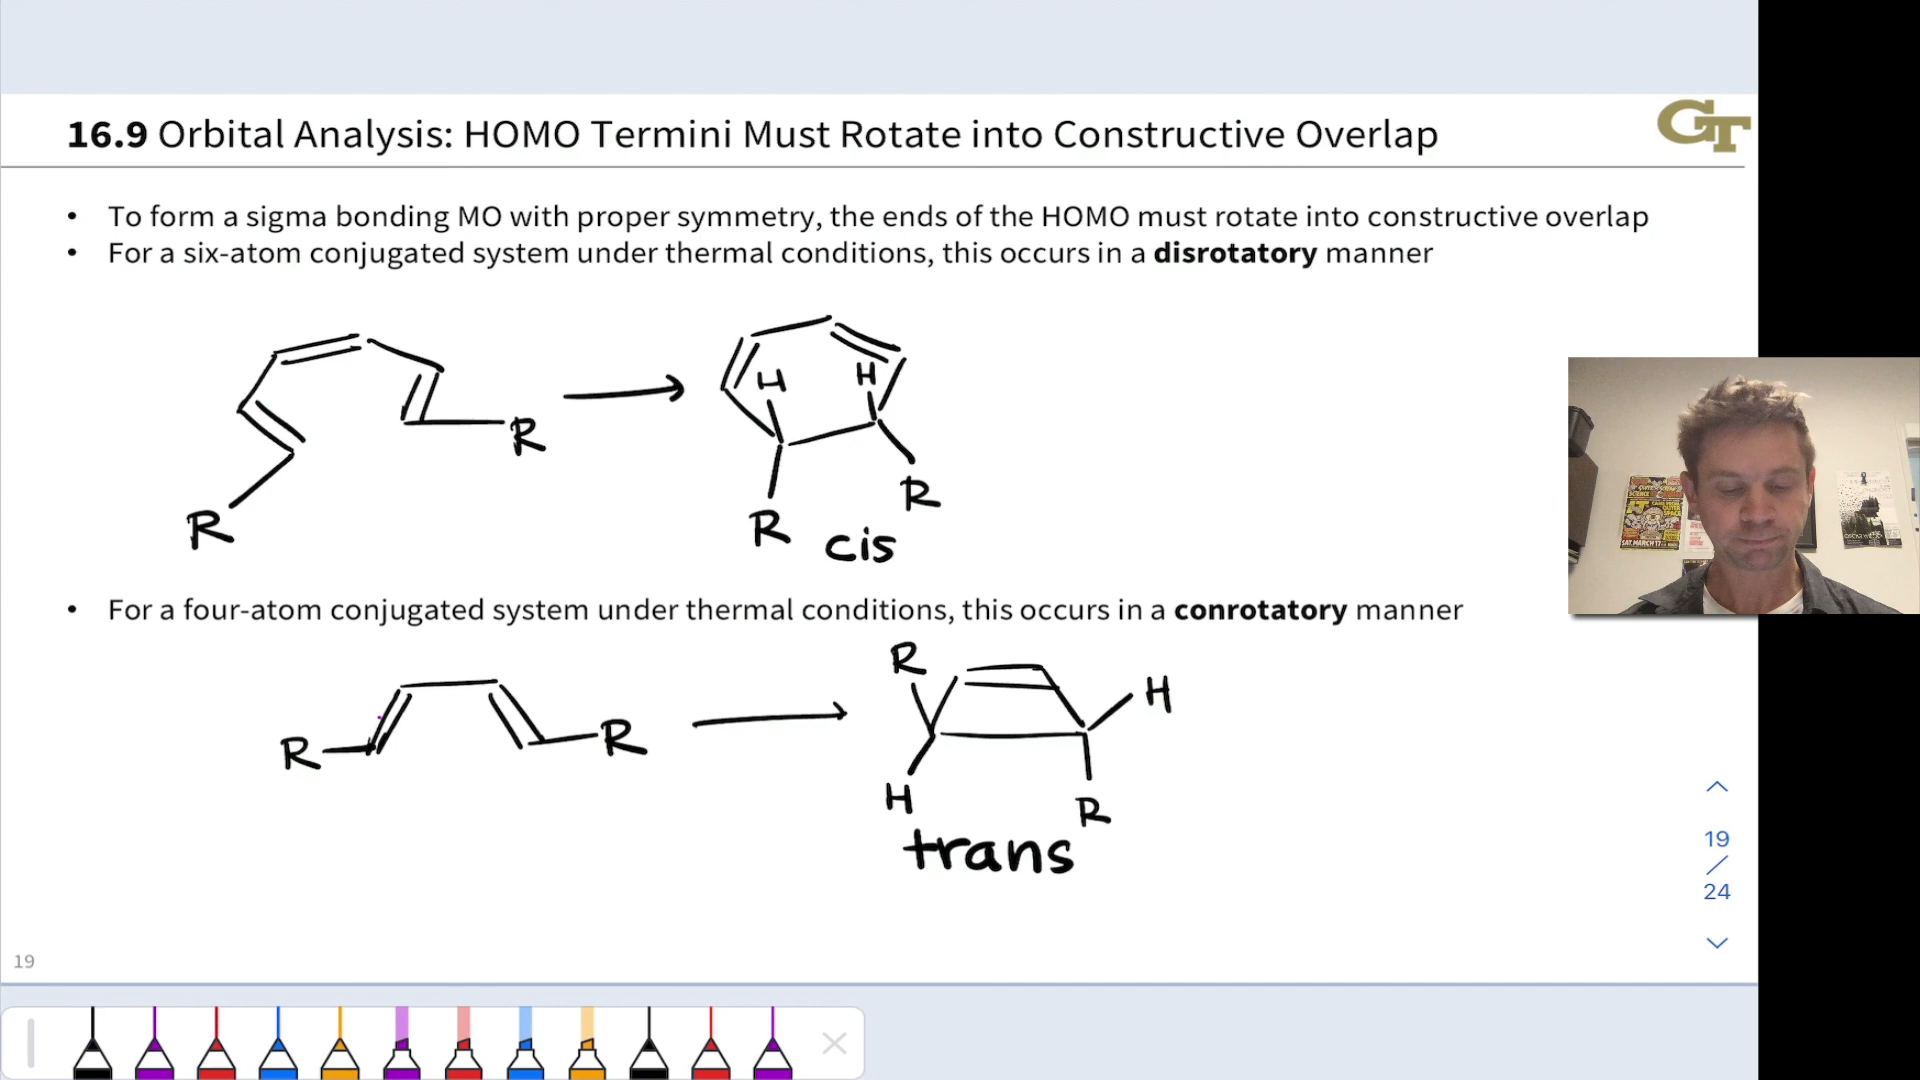 16.9 Orbital Analysis: HOMO Termini Must Rotate into Constructive Overlap
GT
• To form a sigma bonding MO with proper symmetry, the ends of the HOMO must rotate into constructive overlap
• For a six-atom conjugated system under thermal conditions, this occurs in a disrotatory manner
H H
R
R
R
R cis
• For a four-atom conjugated system under thermal conditions, this occurs in a conrotatory manner
R
H
R R
H R
trans
19
24
19
SAT. MARCH 17